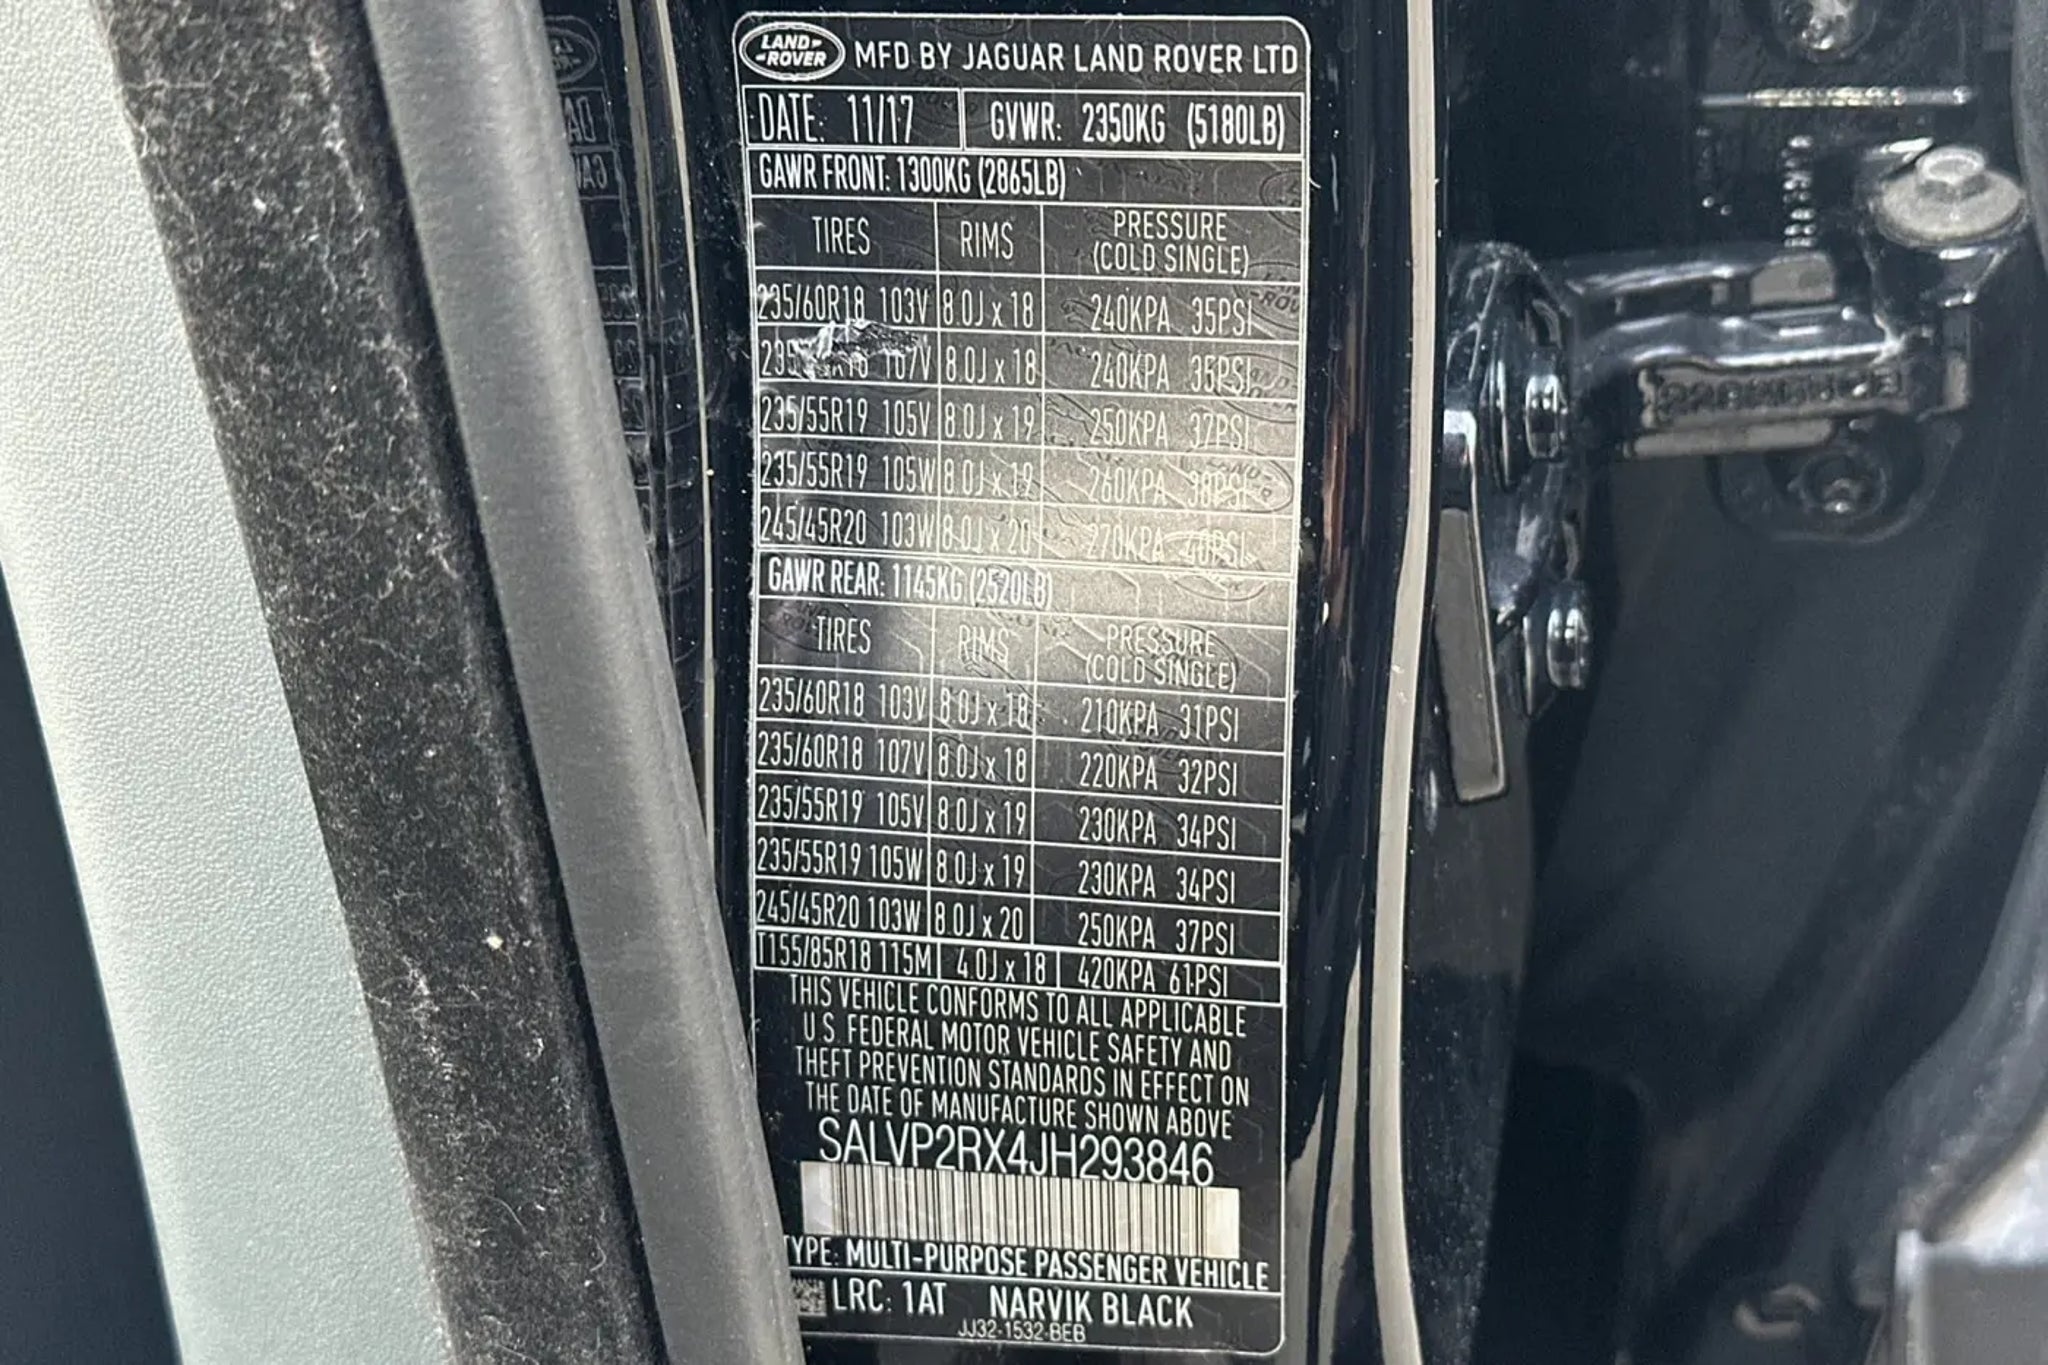 LAND ROVER MFD BY JAGUAR LAND ROVER LTD
DATE: 11/17 GVWR: 2350KG (5180LB)
GAWR FRONT: 1300KG (2865LB)
TIRES RIMS PRESSURE (COLD SINGLE)
235/60R18 103V 8.0J x 18 240KPA 35PSI
107V 8.0J x 18 240KPA 35PSI
235/55R19 105V 8.0J x 19 250KPA 37PSI
235/55R19 105W 8.0J x 19 260KPA 38PSI
245/45R20 103W 8.0J x 20 270KPA 40PSI
GAWR REAR: 1145KG (2520LB)
TIRES RIMS PRESSURE (COLD SINGLE)
235/60R18 103V 8.0J x 18 210KPA 31PSI
235/60R18 107V 8.0J x 18 220KPA 32PSI
235/55R19 105V 8.0J x 19 230KPA 34PSI
235/55R19 105W 8.0J x 19 230KPA 34PSI
245/45R20 103W 8.0J x 20 250KPA 37PSI
T155/85R18 115M 4.0J x 18 420KPA 61PSI
THIS VEHICLE CONFORMS TO ALL APPLICABLE
U.S. FEDERAL MOTOR VEHICLE SAFETY AND
THEFT PREVENTION STANDARDS IN EFFECT ON
THE DATE OF MANUFACTURE SHOWN ABOVE
SALVP2RX4JH293846
TYPE: MULTI-PURPOSE PASSENGER VEHICLE
LRC: 1AT NARVIK BLACK
JJ32-1532-BEB